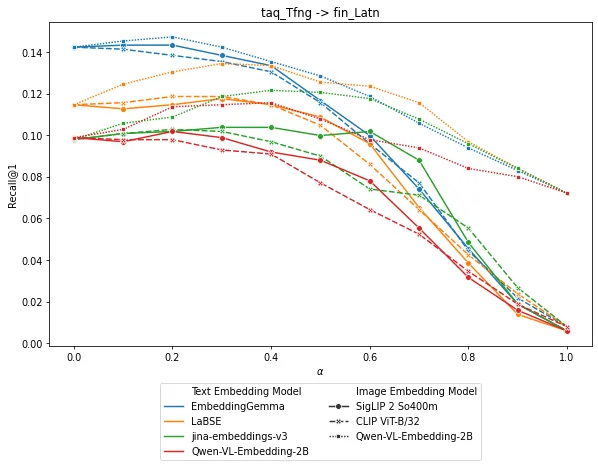 taq_Tfng -> fin_Latn
Recall@1
0.14
0.12
0.10
0.08
0.06
0.04
0.02
0.00
0.0
0.2
0.4
0.6
0.8
1.0
α
Text Embedding Model
EmbeddingGemma
LaBSE
jina-embeddings-v3
Qwen-VL-Embedding-2B
Image Embedding Model
SigLIP 2 So400m
CLIP ViT-B/32
Qwen-VL-Embedding-2B